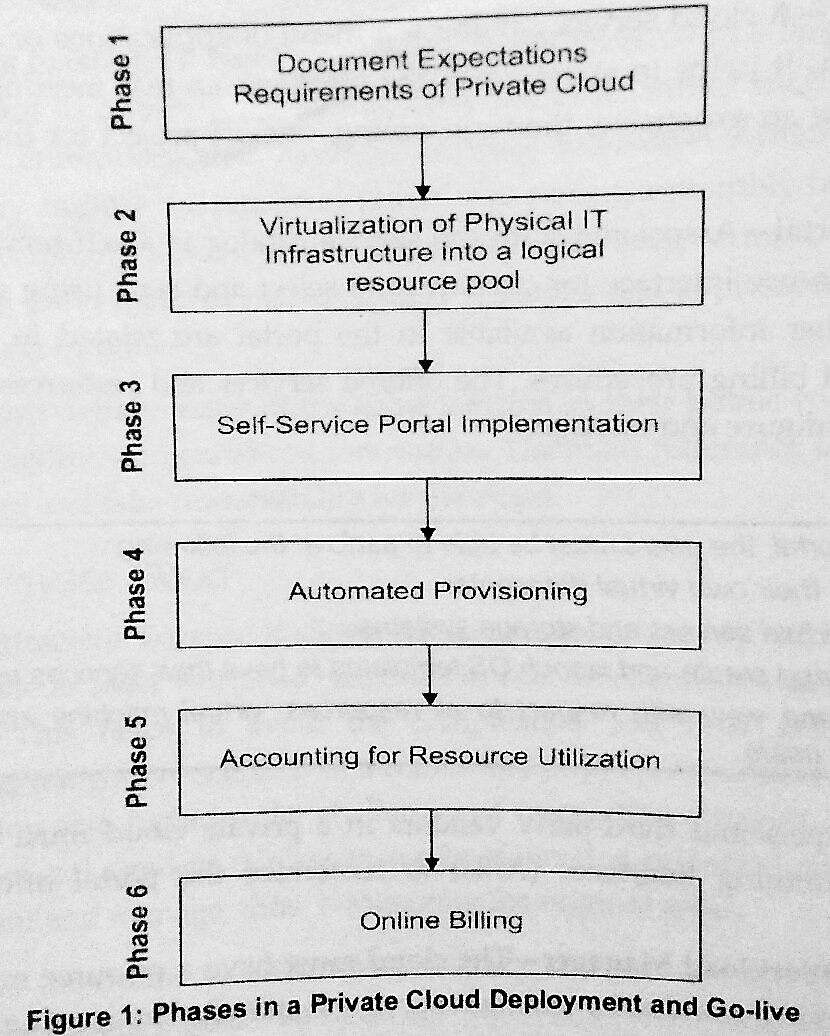 Phase 1
Document Expectations
Requirements of Private Cloud
Phase 2
Virtualization of Physical IT
Infrastructure into a logical
resource pool
Phase 3
Self-Service Portal Implementation
Phase 4
Automated Provisioning
Phase 5
Accounting for Resource Utilization
Phase 6
Online Billing
Figure 1: Phases in a Private Cloud Deployment and Go-live